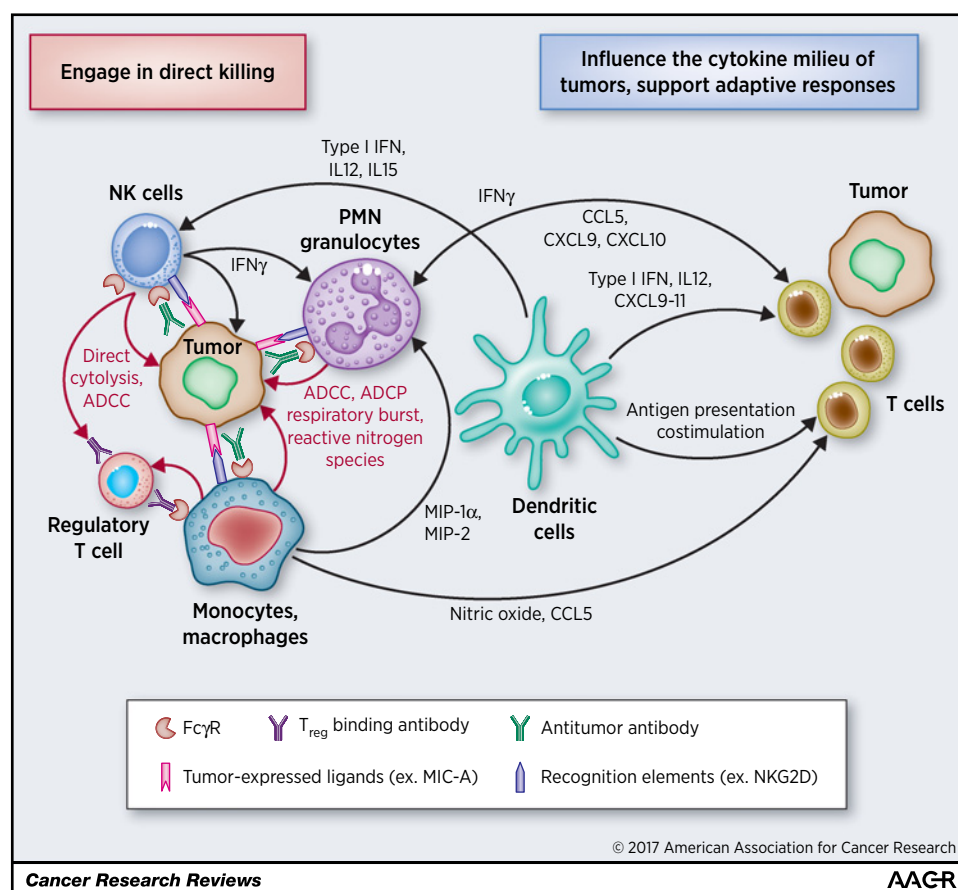 Engage in direct killing
Influence the cytokine milieu of
tumors, support adaptive responses
Type I IFN,
IL12, IL15
NK cells
PMN
granulocytes
IFNγ
IFNγ
CCL5,
CXCL9, CXCL10
Tumor
Type I IFN, IL12,
CXCL9-11
Tumor
Direct
cytolysis,
ADCC
ADCC, ADCP
respiratory burst,
reactive nitrogen
species
T cells
Antigen presentation
costimulation
Regulatory
T cell
MIP-1α,
MIP-2
Dendritic
cells
Monocytes,
macrophages
Nitric oxide, CCL5
FcγR
Treg binding antibody
Antitumor antibody
Tumor-expressed ligands (ex. MIC-A)
Recognition elements (ex. NKG2D)
© 2017 American Association for Cancer Research
Cancer Research Reviews
AACR